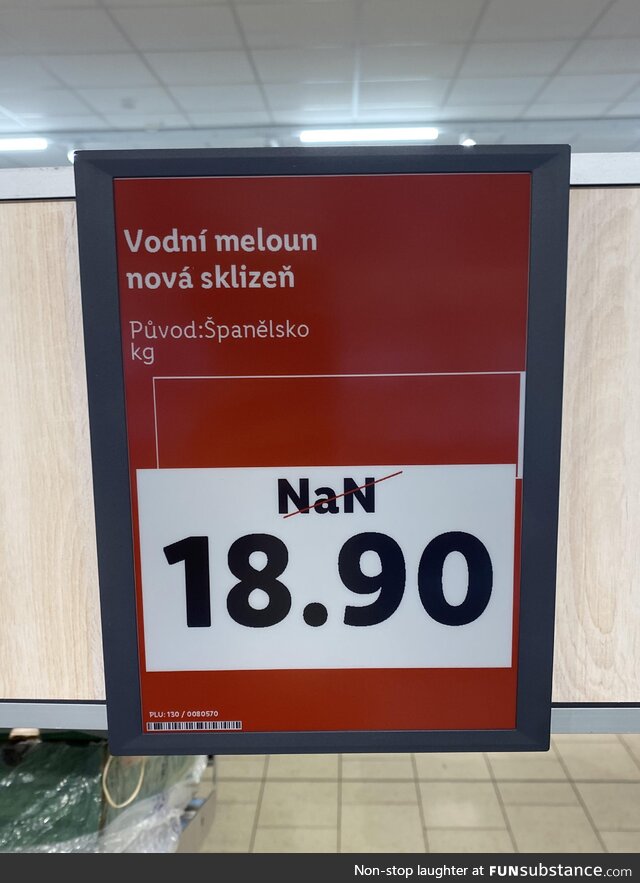 Vodní meloun
nová sklizeň
Původ:Španělsko
kg
NaN
18.90
PLU: 130 / 0080570
Non-stop laughter at FUNsubstance.com